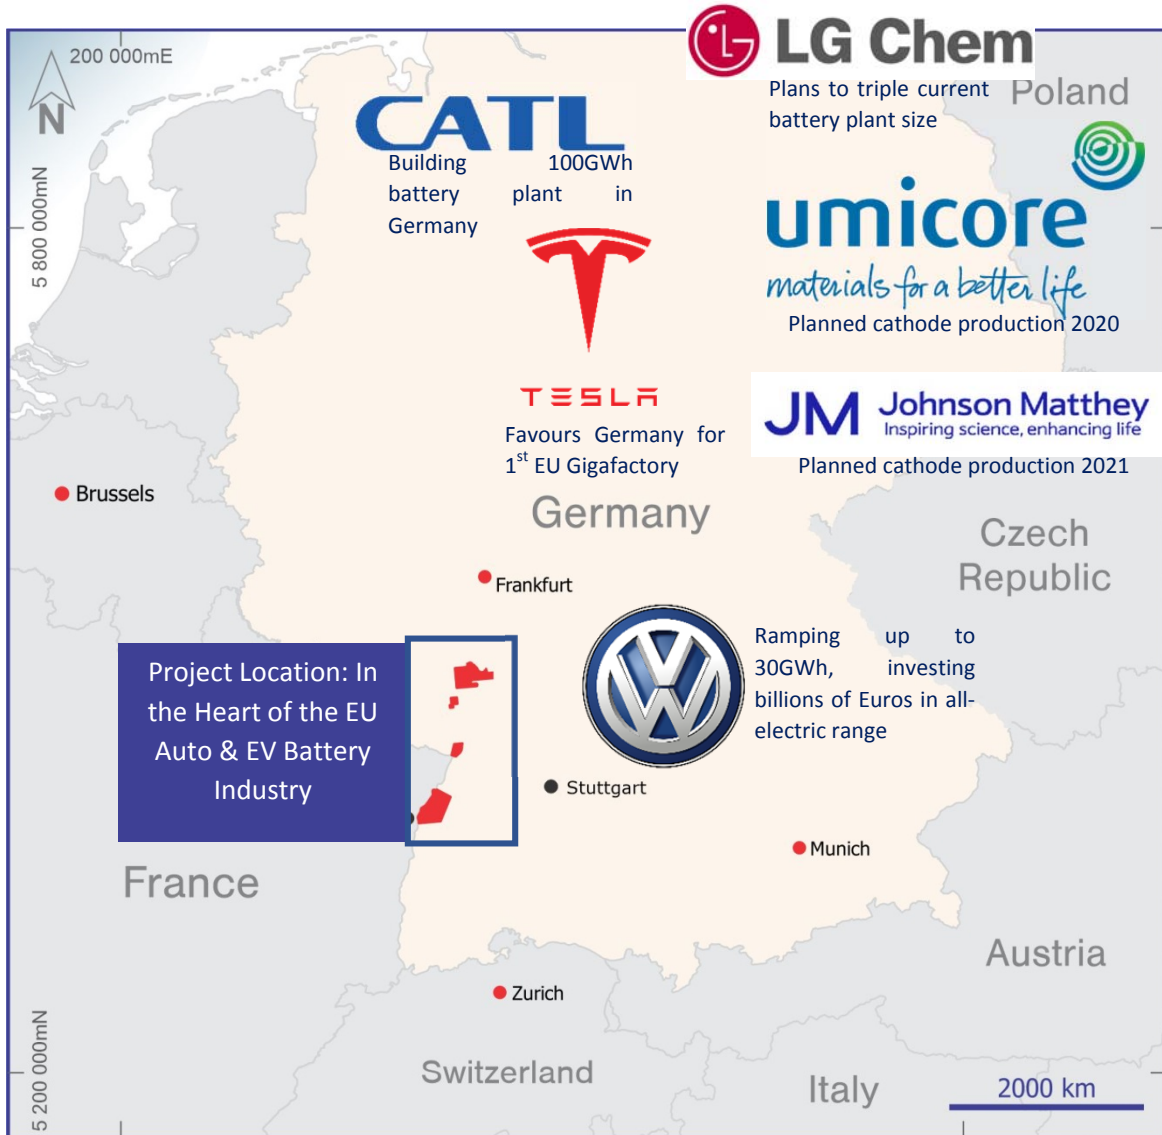 LG Chem
Plans to triple current
battery plant size
200 000mE
N
Poland
CATL
Building 100GWh
battery plant in
Germany
umicore
materials for a better life
Planned cathode production 2020
5 800 000mN
TESLA
Favours Germany for
1st EU Gigafactory
JM Johnson Matthey
Inspiring science, enhancing life
Planned cathode production 2021
Brussels
Germany
Czech
Republic
Frankfurt
Project Location: In
the Heart of the EU
Auto & EV Battery
Industry
VW
Ramping up to
30GWh, investing
billions of Euros in all-
electric range
Stuttgart
Munich
France
Austria
Zurich
Switzerland
Italy
2000 km
5 200 000mN